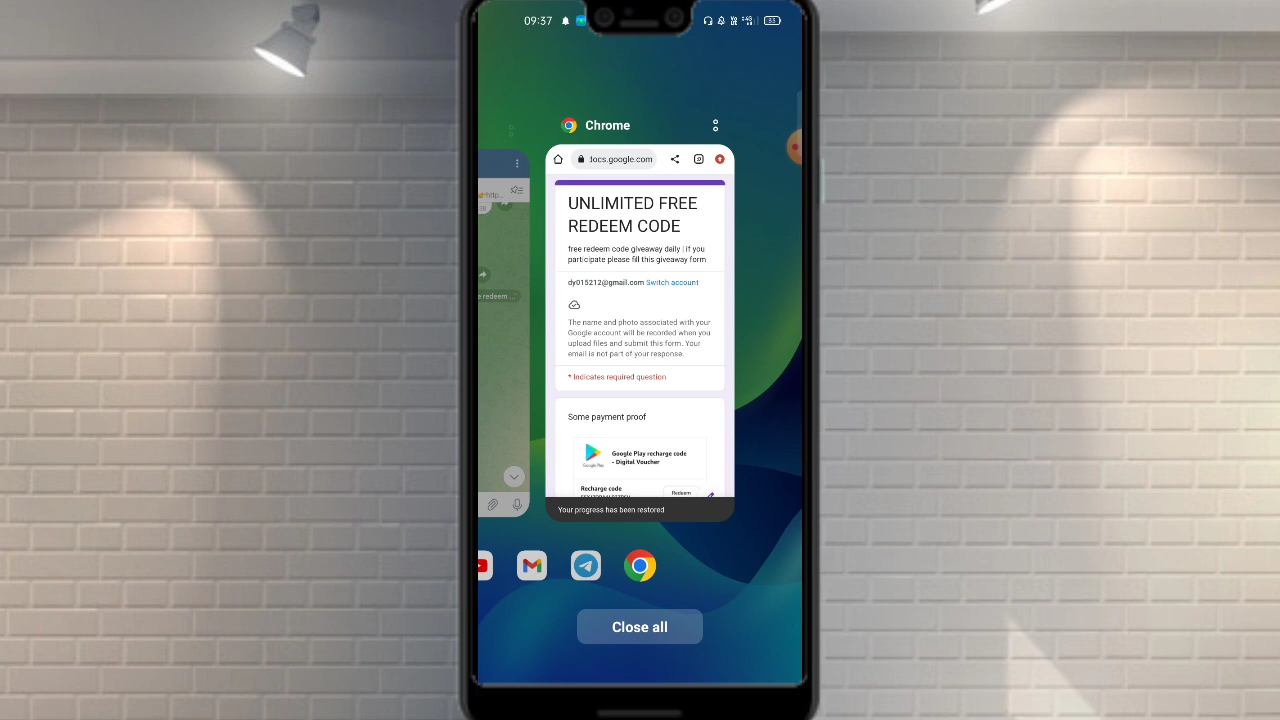 09:37
Chrome
docs.google.com
UNLIMITED FREE
REDEEM CODE
free redeem code giveaway daily | if you
participate please fill this giveaway form
dy015212@gmail.com Switch account
The name and photo associated with your
Google account will be recorded when you
upload files and submit this form. Your
email is not part of your response.
* Indicates required question
Some payment proof
Google Play
Google Play recharge code
- Digital Voucher
Recharge code
Redeem
Your progress has been restored
e redeem ...
Close all